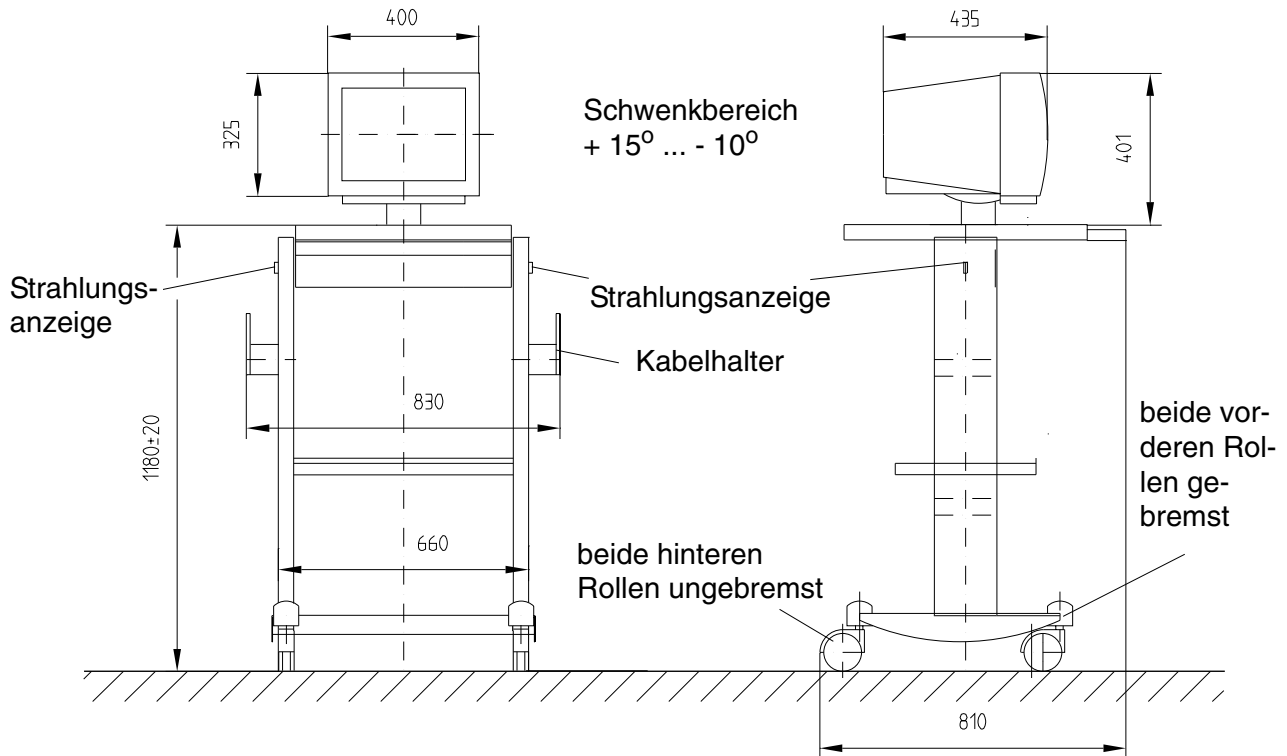 400
435
325
Schwenkbereich
+ 15° ... - 10°
401
Strahlungs-
anzeige
Strahlungsanzeige
Kabelhalter
830
1180±20
beide vor-
deren Rol-
len ge-
bremst
660
beide hinteren
Rollen ungebremst
810